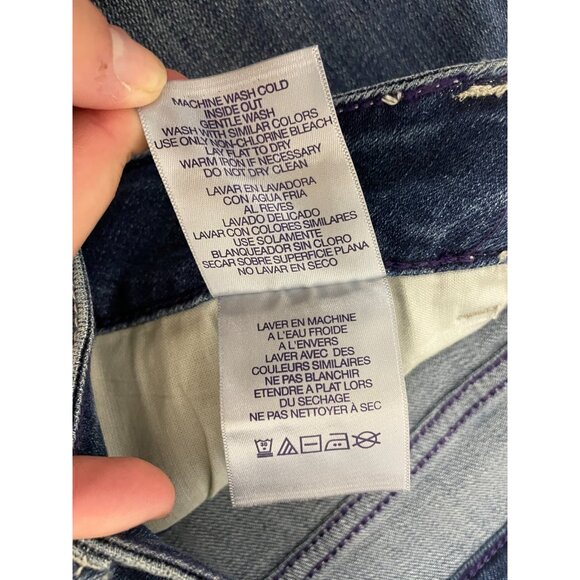 MACHINE WASH COLD
INSIDE OUT
GENTLE WASH
WASH WITH SIMILAR COLORS
USE ONLY NON-CHLORINE BLEACH
LAY FLAT TO DRY
WARM IRON IF NECESSARY
DO NOT DRY CLEAN
LAVAR EN LAVADORA
CON AGUA FRIA
AL REVES
LAVADO DELICADO
LAVAR CON COLORES SIMILARES
USE SOLAMENTE
BLANQUEADOR SIN CLORO
SECAR SOBRE SUPERFICIE PLANA
NO LAVAR EN SECO
LAVER EN MACHINE
A L'EAU FROIDE
A L'ENVERS
LAVER AVEC DES
COULEURS SIMILAIRES
NE PAS BLANCHIR
ETENDRE A PLAT LORS
DU SECHAGE
NE PAS NETTOYER À SEC
30